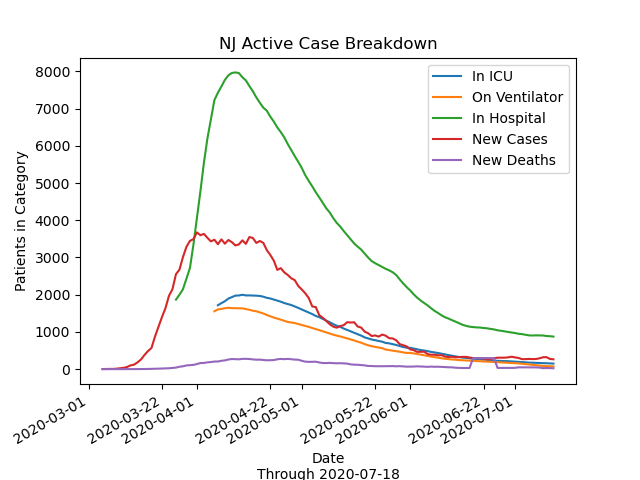 NJ Active Case Breakdown
In ICU
On Ventilator
In Hospital
New Cases
New Deaths
Patients in Category
8000
7000
6000
5000
4000
3000
2000
1000
0
2020-03-01
2020-03-22
2020-04-01
2020-04-22
2020-05-01
2020-05-22
2020-06-01
2020-06-22
2020-07-01
Date
Through 2020-07-18